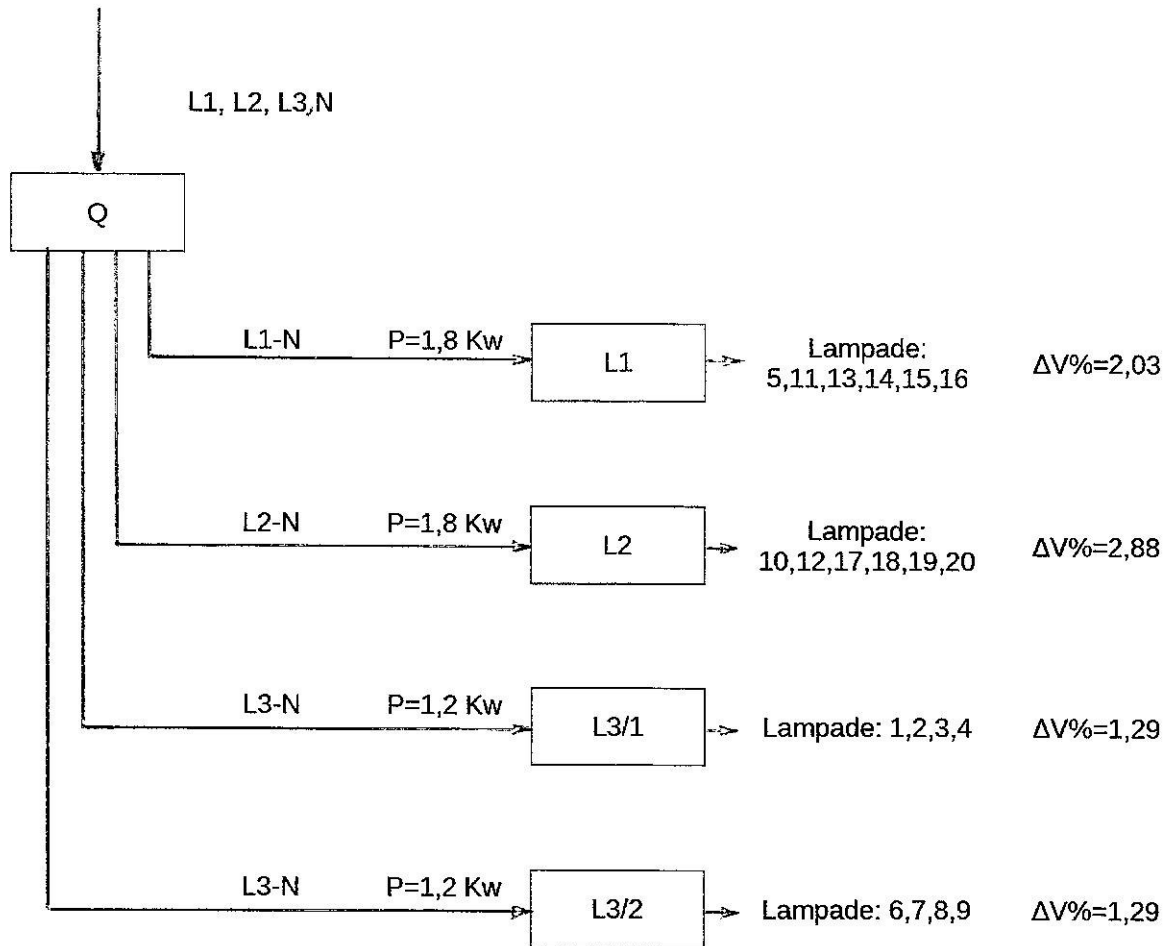 L1, L2, L3,N
Q
L1-N P=1,8 Kw L1 Lampade: ΔV%=2,03
5,11,13,14,15,16
L2-N P=1,8 Kw L2 Lampade: ΔV%=2,88
10,12,17,18,19,20
L3-N P=1,2 Kw L3/1 Lampade: 1,2,3,4 ΔV%=1,29
L3-N P=1,2 Kw L3/2 Lampade: 6,7,8,9 ΔV%=1,29